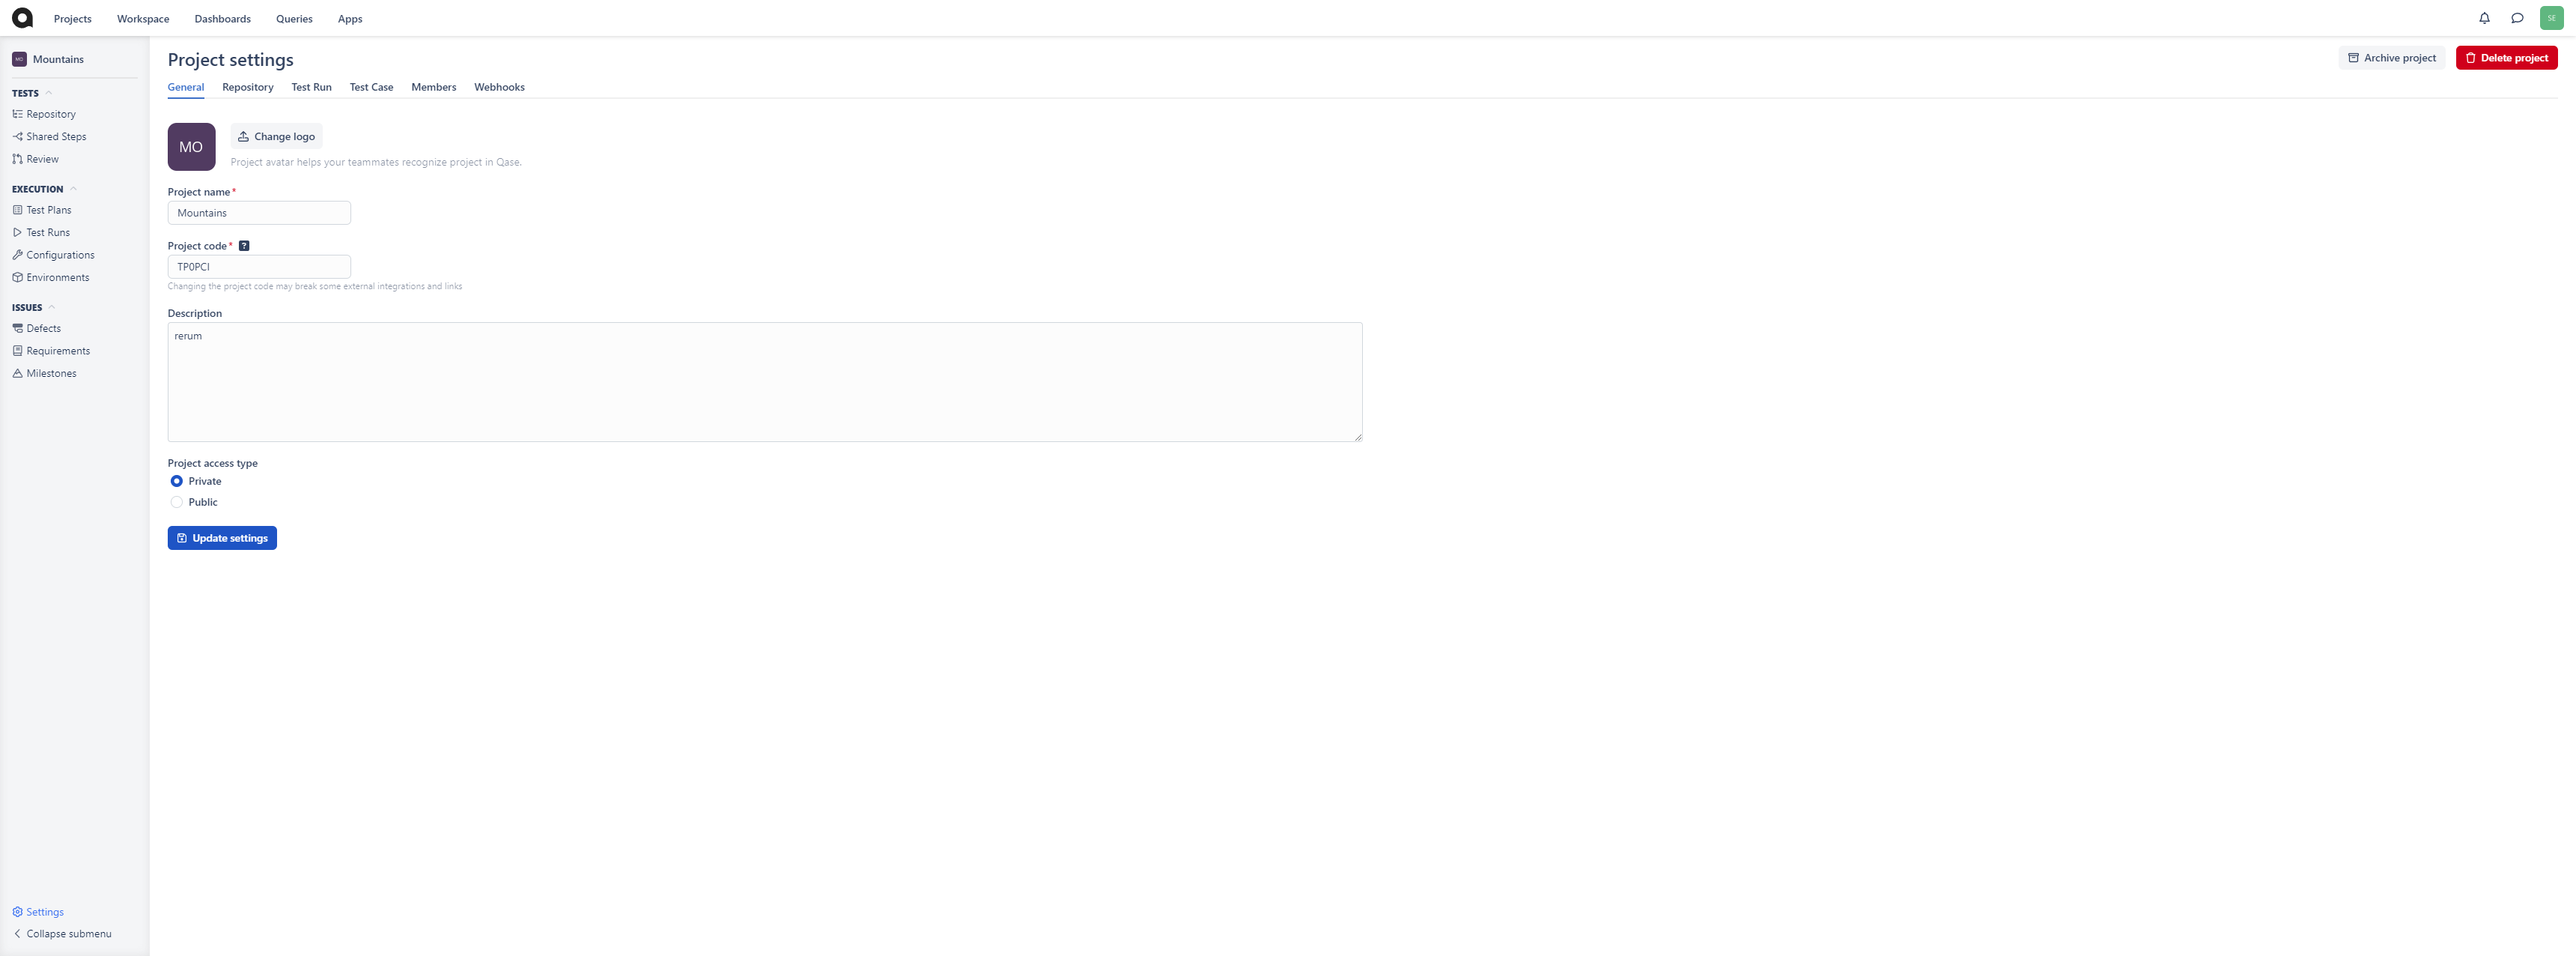 Projects Workspace Dashboards Queries Apps SE
MO Mountains
TESTS
Repository
Shared Steps
Review
EXECUTION
Test Plans
Test Runs
Configurations
Environments
ISSUES
Defects
Requirements
Milestones
Settings
Collapse submenu
Project settings
Archive project Delete project
General Repository Test Run Test Case Members Webhooks
MO
Change logo
Project avatar helps your teammates recognize project in Qase.
Project name*
Mountains
Project code* ?
TP0PCI
Changing the project code may break some external integrations and links
Description
rerum
Project access type
Private
Public
Update settings